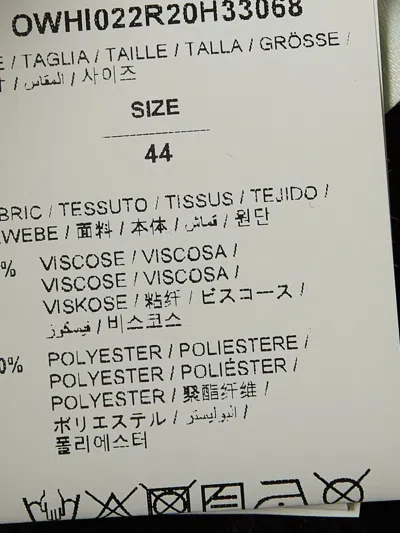 OWHI022R20H33068
E / TAGLIA / TAILLE / TALLA / GRÖSSE /
/ المقاس / 사이즈
SIZE
44
BRIC / TESSUTO / TISSUS / TEJIDO /
WEBE / 面料 / 本体 / قماش / 원단
% VISCOSE / VISCOSA /
VISCOSE / VISCOSA /
VISKOSE / 粘纤 / ビスコース /
فيسكوز / 비스코스
0% POLYESTER / POLIESTERE /
POLYESTER / POLIÉSTER /
POLYESTER / 聚酯纤维 /
ポリエステル / البوليستر /
폴리에스터